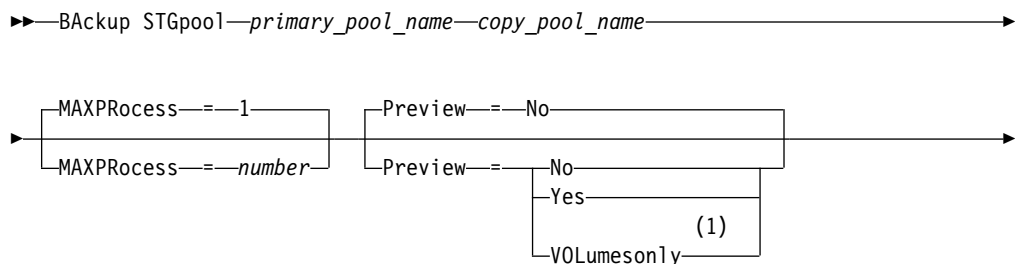 BAckup STGpool primary_pool_name copy_pool_name
MAXPRocess = 1 Preview = No
MAXPRocess = number Preview = No
Yes
(1)
VOLumesonly